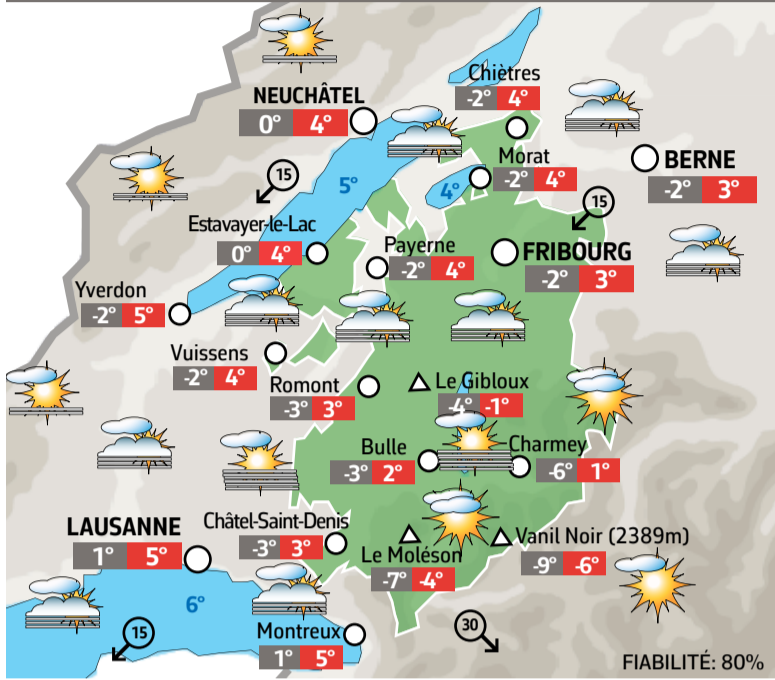 Chiètres
-2° 4°
NEUCHÂTEL
0° 4°
Morat
-2° 4°
BERNE
-2° 3°
15
5°
4°
15
Estavayer-le-Lac
0° 4°
Payerne
-2° 4°
FRIBOURG
-2° 3°
Yverdon
-2° 5°
Vuissens
-2° 4°
Romont
-3° 3°
Le Gibloux
-4° -1°
Bulle
-3° 2°
Charmey
-6° 1°
LAUSANNE
1° 5°
Châtel-Saint-Denis
-3° 3°
Le Moléson
-7° -4°
Vanil Noir (2389m)
-9° -6°
6°
15
Montreux
1° 5°
30
FIABILITÉ: 80%